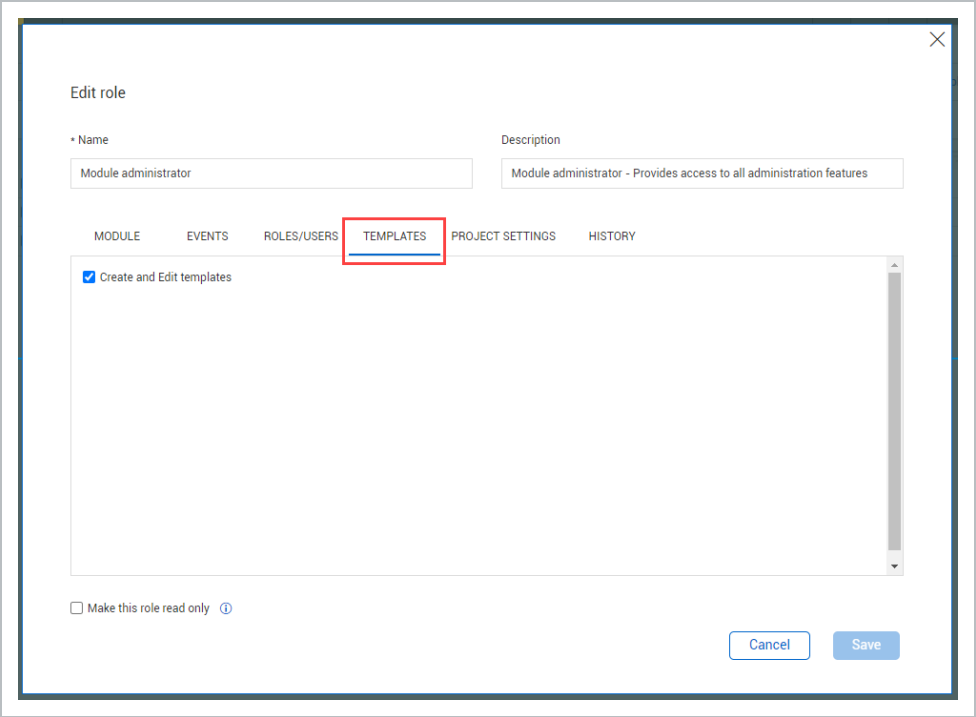 Edit role
* Name
Description
Module administrator
Module administrator - Provides access to all administration features
MODULE EVENTS ROLES/USERS TEMPLATES PROJECT SETTINGS HISTORY
Create and Edit templates
Make this role read only
Cancel Save